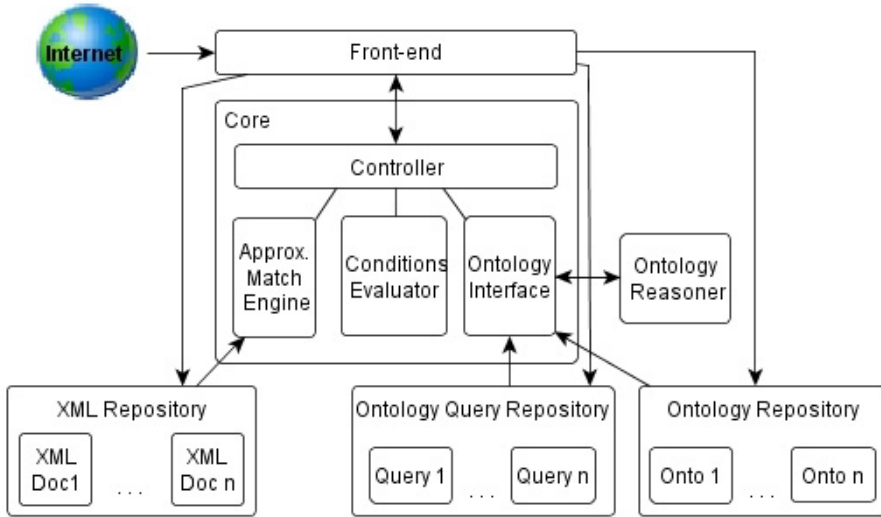 Internet
Front-end
Core
Controller
Approx.
Match
Engine
Conditions
Evaluator
Ontology
Interface
Ontology
Reasoner
XML Repository
XML
Doc1
. . .
XML
Doc n
Ontology Query Repository
Query 1
. . .
Query n
Ontology Repository
Onto 1
. . .
Onto n